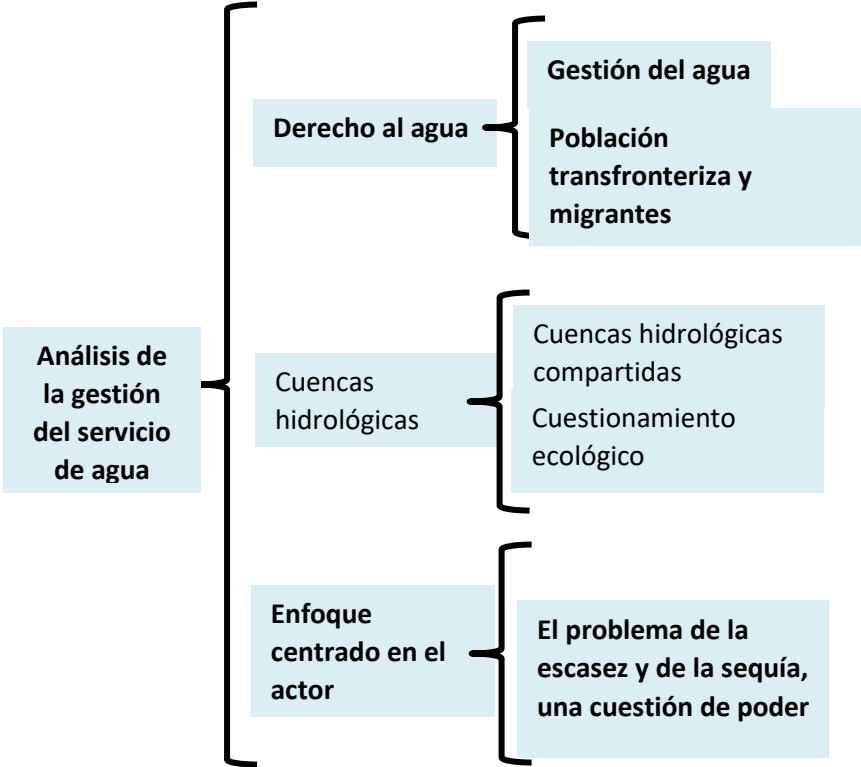 Análisis de
la gestión
del servicio
de agua
Derecho al agua
Gestión del agua
Población
transfronteriza y
migrantes
Cuencas
hidrológicas
Cuencas hidrológicas
compartidas
Cuestionamiento
ecológico
Enfoque
centrado en el
actor
El problema de la
escasez y de la sequía,
una cuestión de poder